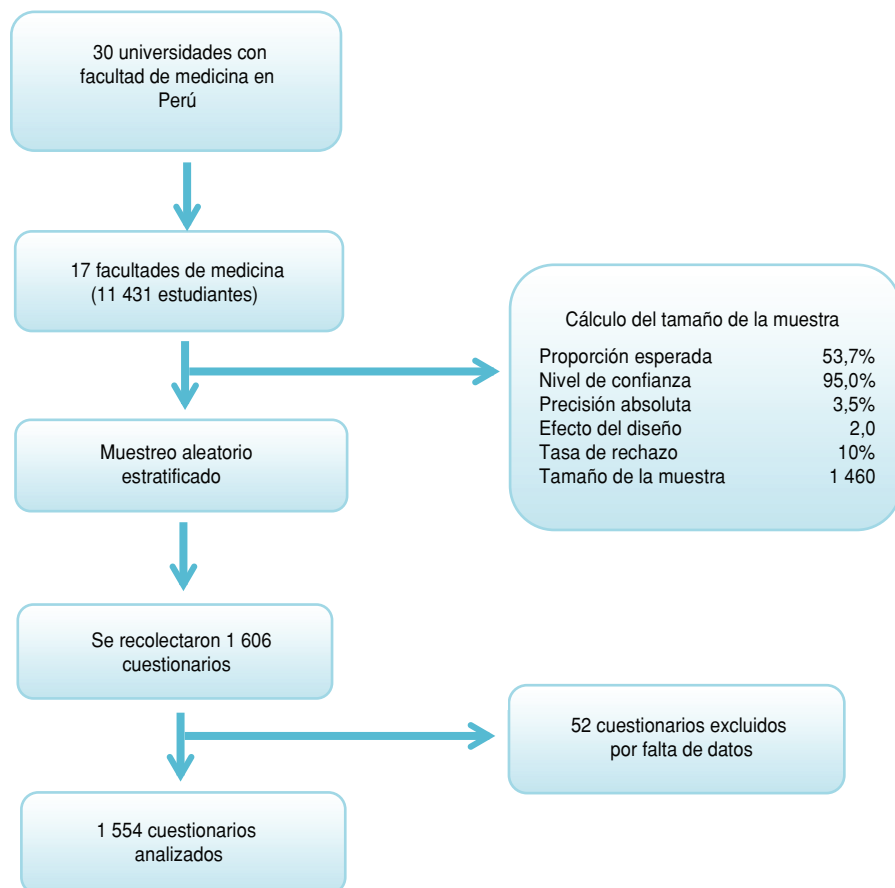 30 universidades con
facultad de medicina en
Perú
17 facultades de medicina
(11 431 estudiantes)
Cálculo del tamaño de la muestra
Proporción esperada 53,7%
Nivel de confianza 95,0%
Precisión absoluta 3,5%
Efecto del diseño 2,0
Tasa de rechazo 10%
Tamaño de la muestra 1 460
Muestreo aleatorio
estratificado
Se recolectaron 1 606
cuestionarios
52 cuestionarios excluidos
por falta de datos
1 554 cuestionarios
analizados